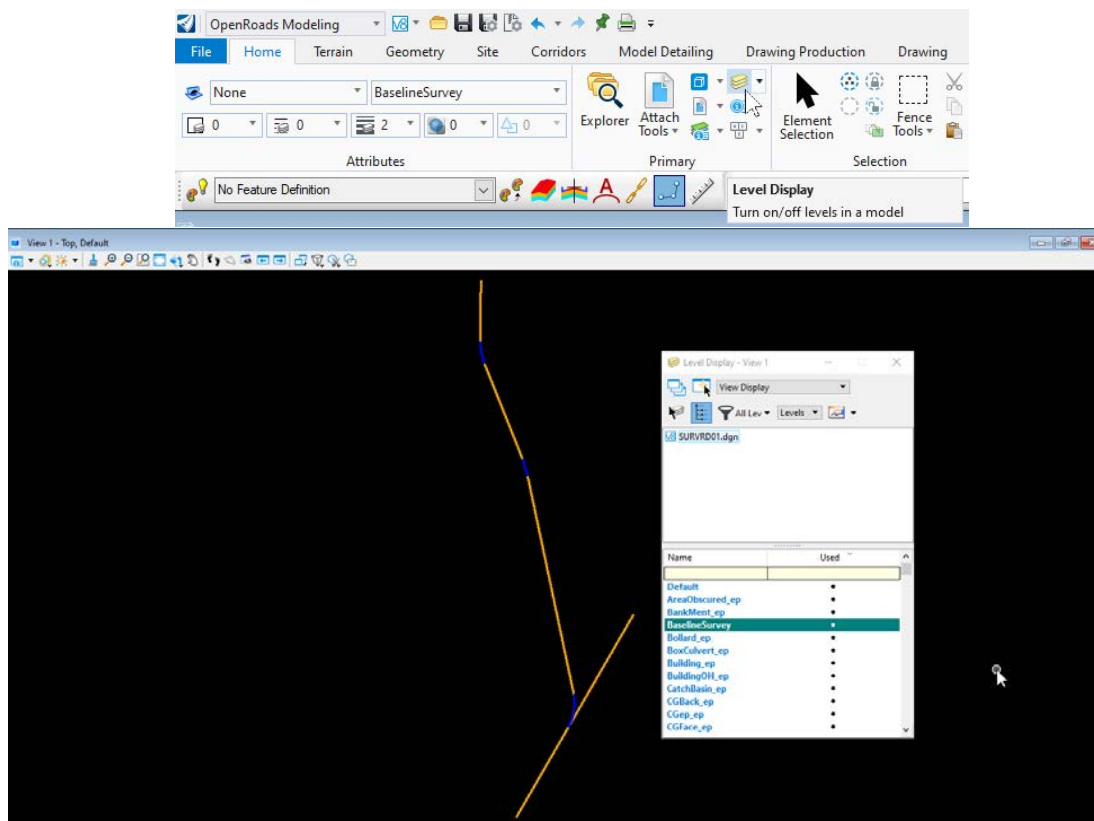 OpenRoads Modeling
File Home Terrain Geometry Site Corridors Model Detailing Drawing Production Drawing
None BaselineSurvey
0 0 2 0 0
Explorer Attach Tools Element Selection Fence Tools
Attributes Primary Selection
No Feature Definition
Level Display
Turn on/off levels in a model
View 1 - Top, Default
Level Display - View 1
View Display
All Lev Levels
SURVRD01.dgn
Name Used
Default
AreaObscured_ep
BankMent_ep
BaselineSurvey
Bollard_ep
BoxCulvert_ep
Building_ep
BuildingOH_ep
CatchBasin_ep
CGBack_ep
CGep_ep
CGFace_ep